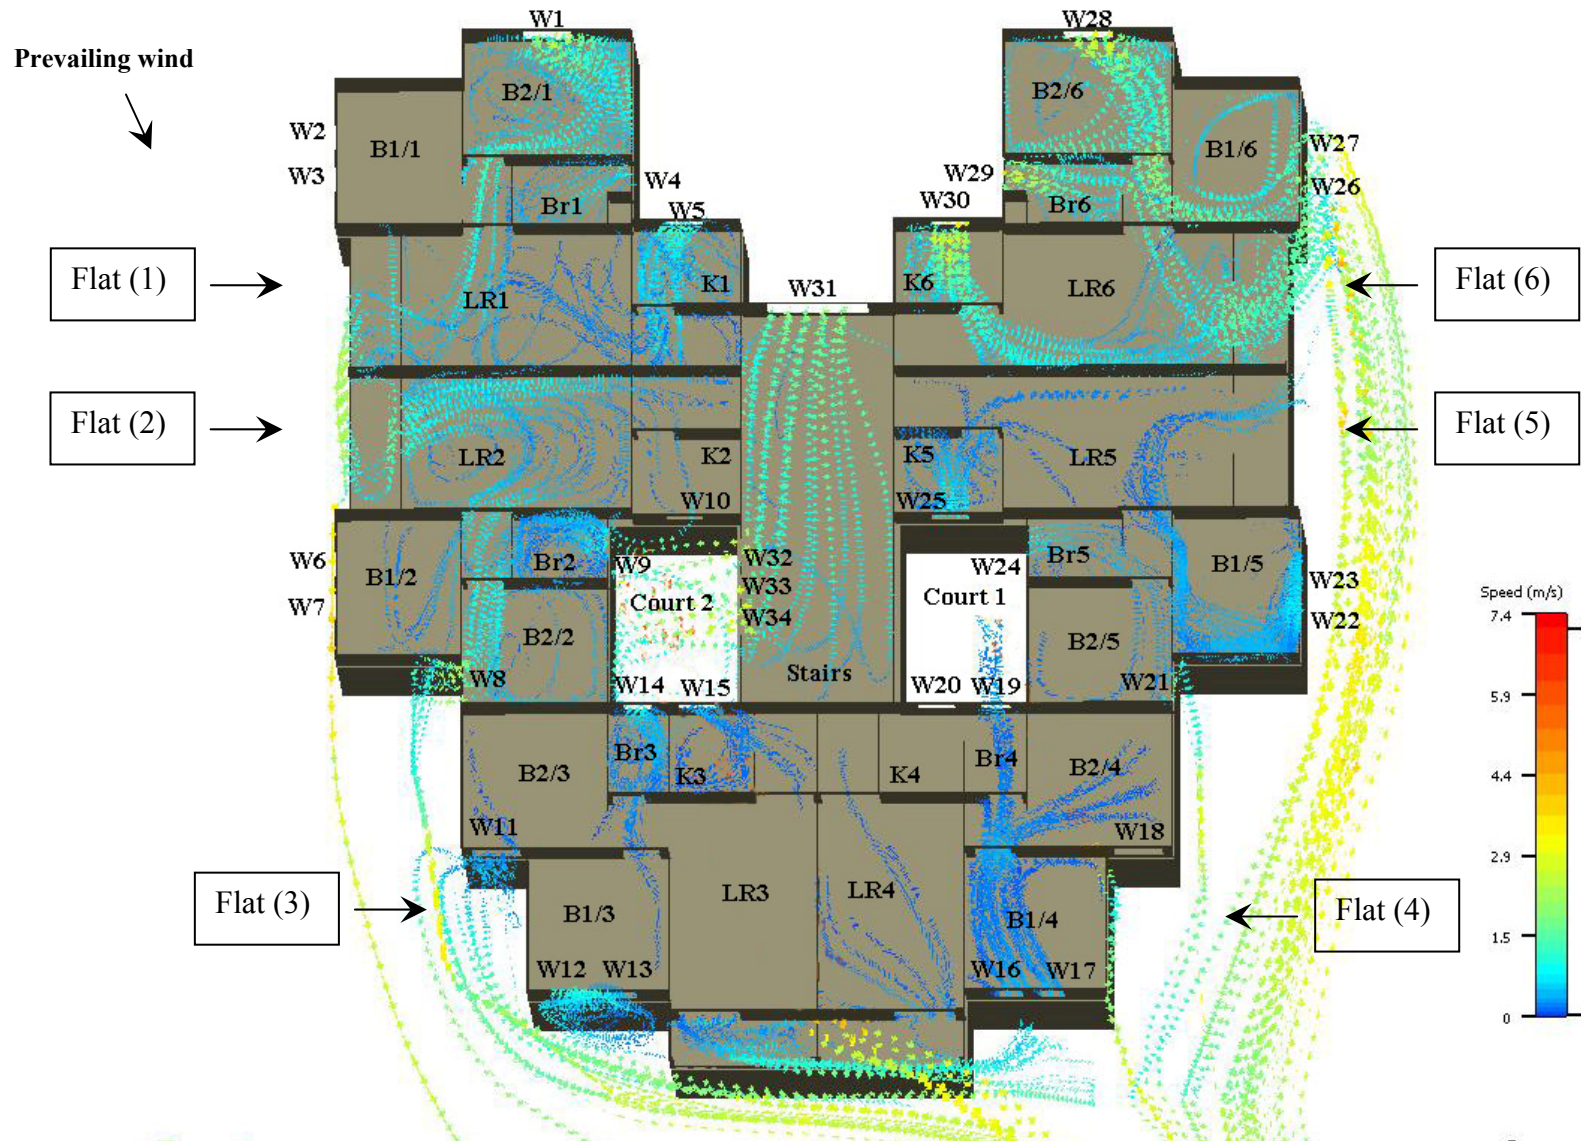 W1
W28
Prevailing wind
B2/1
B2/6
W2
W27
B1/1
B1/6
W3
W4
W29
W26
Br1
W5
W30
Br6
Flat (1)
K1
W31
K6
Flat (6)
LR1
LR6
Flat (2)
Flat (5)
LR2
K2
K5
LR5
W10
W25
W6
Br2
W9
W32
W24
Br5
B1/5
B1/2
W33
W23
W7
Court 2
Court 1
Speed (m/s)
W34
W22
7.4
B2/2
B2/5
W8
Stairs
W14
W15
W20
W19
W21
5.9
Br3
Br4
B2/3
K3
K4
B2/4
4.4
W11
W18
2.9
Flat (3)
LR3
LR4
Flat (4)
B1/3
B1/4
1.5
W12
W13
W16
W17
0